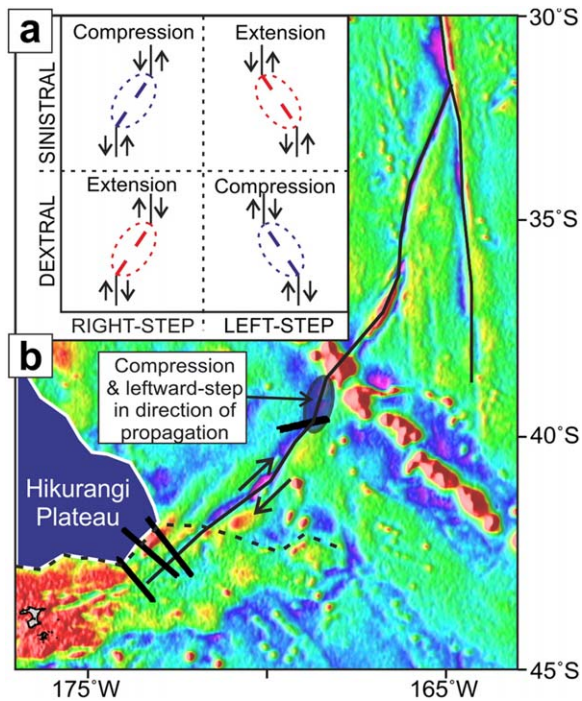 a
Compression
Extension
SINISTRAL
Extension
Compression
DEXTRAL
RIGHT-STEP
LEFT-STEP
b
Compression
& leftward-step
in direction of
propagation
Hikurangi
Plateau
30˚S
35˚S
40˚S
45˚S
175˚W
165˚W